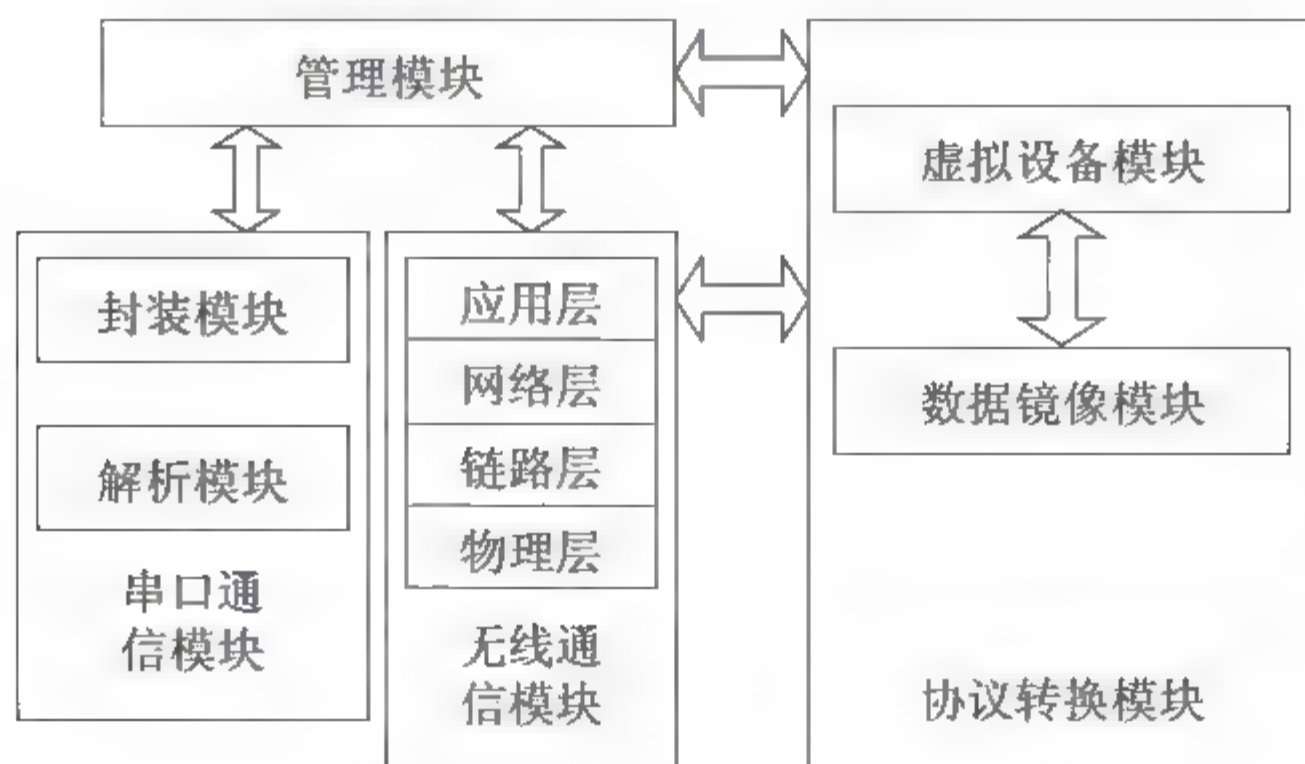 管理模块
虚拟设备模块
封装模块
应用层
网络层
数据镜像模块
解析模块
链路层
物理层
串口通
信模块
无线通
信模块
协议转换模块